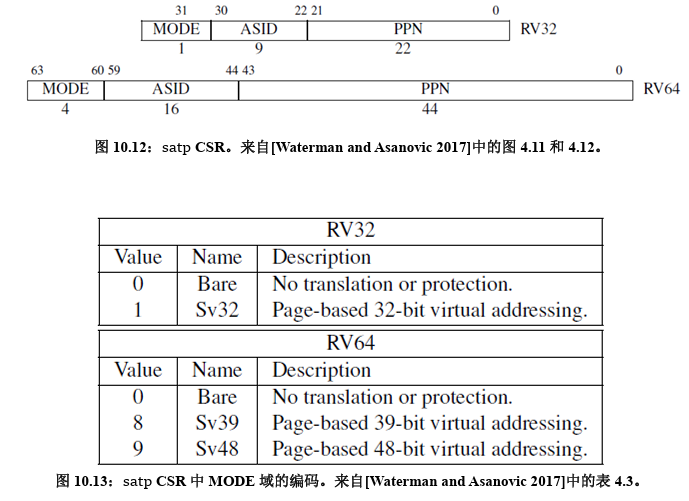 31 30 22 21 0
MODE ASID PPN RV32
1 9 22
63 60 59 44 43 0
MODE ASID PPN RV64
4 16 44
图 10.12：satp CSR。来自[Waterman and Asanovic 2017]中的图 4.11 和 4.12。
RV32
Value Name Description
0 Bare No translation or protection.
1 Sv32 Page-based 32-bit virtual addressing.
RV64
Value Name Description
0 Bare No translation or protection.
8 Sv39 Page-based 39-bit virtual addressing.
9 Sv48 Page-based 48-bit virtual addressing.
图 10.13：satp CSR 中 MODE 域的编码。来自[Waterman and Asanovic 2017]中的表 4.3。